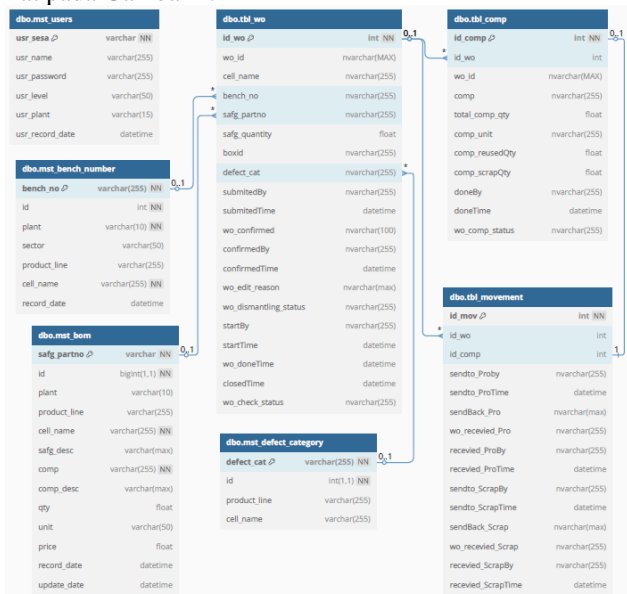 dbo.mst_users
usr_sesa varchar NN
usr_name varchar(255)
usr_password varchar(255)
usr_level varchar(50)
usr_plant varchar(15)
usr_record_date datetime
dbo.mst_bench_number
bench_no varchar(255) NN 0..1
id int NN
plant varchar(10) NN
sector varchar(50)
product_line varchar(255)
cell_name varchar(255) NN
record_date datetime
dbo.mst_bom
safg_partno varchar NN 0..1
id bigint(1,1) NN
plant varchar(10)
product_line varchar(255)
cell_name varchar(255) NN
safg_desc varchar(max)
comp varchar(255) NN
comp_desc varchar(max)
qty float
unit varchar(50)
price float
record_date datetime
update_date datetime
dbo.tbl_wo
id_wo int NN 0..1
wo_id nvarchar(MAX)
cell_name varchar(255)
* bench_no nvarchar(255)
* safg_partno nvarchar(255)
safg_quantity float
boxid nvarchar(255)
defect_cat nvarchar(255) *
submitedBy nvarchar(255)
submitedTime datetime
wo_confirmed nvarchar(100)
confirmedBy nvarchar(255)
confirmedTime datetime
wo_edit_reason nvarchar(max)
wo_dismantling_status nvarchar(255)
startBy nvarchar(255)
startTime datetime
wo_doneTime datetime
closedTime datetime
wo_check_status nvarchar(255)
dbo.mst_defect_category
defect_cat varchar(255) NN 0..1
id int(1,1) NN
product_line varchar(255)
cell_name varchar(255)
dbo.tbl_comp
id_comp int NN 0..1
* id_wo int
wo_id nvarchar(MAX)
comp nvarchar(255)
total_comp_qty float
comp_unit nvarchar(255)
comp_reusedQty float
comp_scrapQty float
doneBy nvarchar(255)
doneTime datetime
wo_comp_status nvarchar(255)
dbo.tbl_movement
id_mov int NN
* id_wo int
id_comp int 1
sendto_Proby nvarchar(255)
sendto_ProTime datetime
sendBack_Pro nvarchar(max)
wo_recevied_Pro nvarchar(255)
recevied_ProBy nvarchar(255)
recevied_ProTime datetime
sendto_ScrapBy nvarchar(255)
sendto_ScrapTime datetime
sendBack_Scrap nvarchar(max)
wo_recevied_Scrap nvarchar(255)
recevied_ScrapBy nvarchar(255)
recevied_ScrapTime datetime